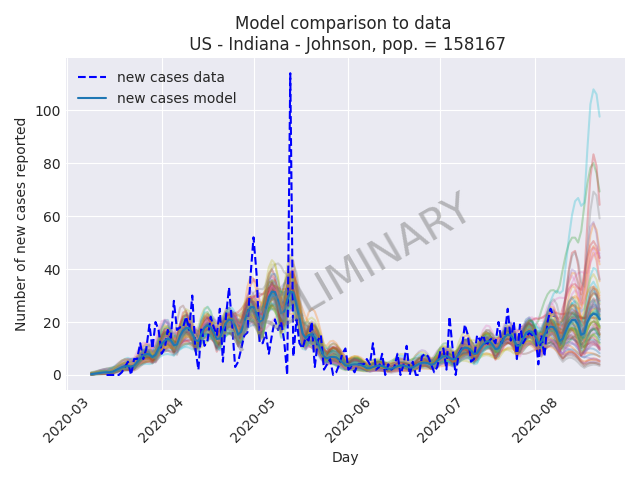 Model comparison to data
US - Indiana - Johnson, pop. = 158167
new cases data
new cases model
Number of new cases reported
100
80
60
40
20
0
LIMINARY
2020-03
2020-04
2020-05
2020-06
2020-07
2020-08
Day